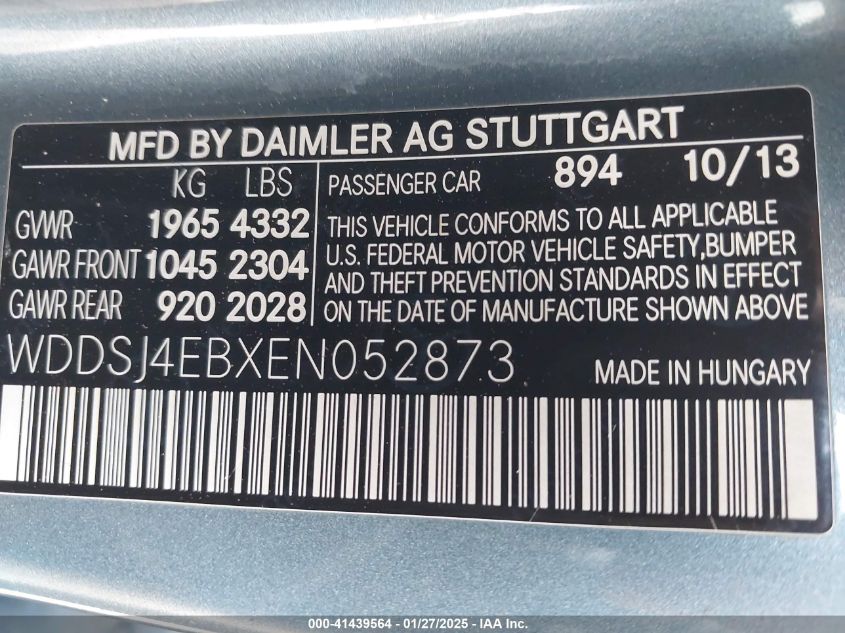 MFD BY DAIMLER AG STUTTGART
KG LBS
GVWR 1965 4332
GAWR FRONT 1045 2304
GAWR REAR 920 2028
PASSENGER CAR 894 10/13
THIS VEHICLE CONFORMS TO ALL APPLICABLE
U.S. FEDERAL MOTOR VEHICLE SAFETY,BUMPER
AND THEFT PREVENTION STANDARDS IN EFFECT
ON THE DATE OF MANUFACTURE SHOWN ABOVE
WDDSJ4EBXEN052873
MADE IN HUNGARY
000-41439564 - 01/27/2025 - IAA Inc.